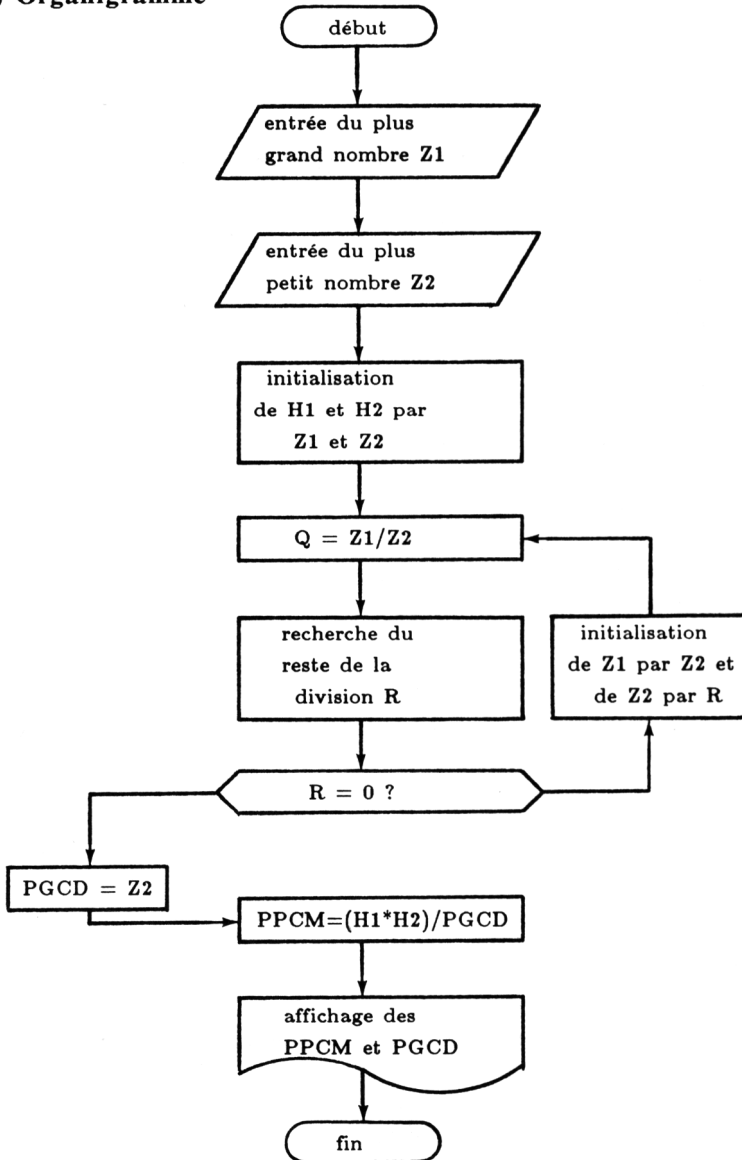 ) Organigramme
début
entrée du plus
grand nombre Z1
entrée du plus
petit nombre Z2
initialisation
de H1 et H2 par
Z1 et Z2
Q = Z1/Z2
recherche du
reste de la
division R
initialisation
de Z1 par Z2 et
de Z2 par R
R = 0 ?
PGCD = Z2
PPCM=(H1*H2)/PGCD
affichage des
PPCM et PGCD
fin